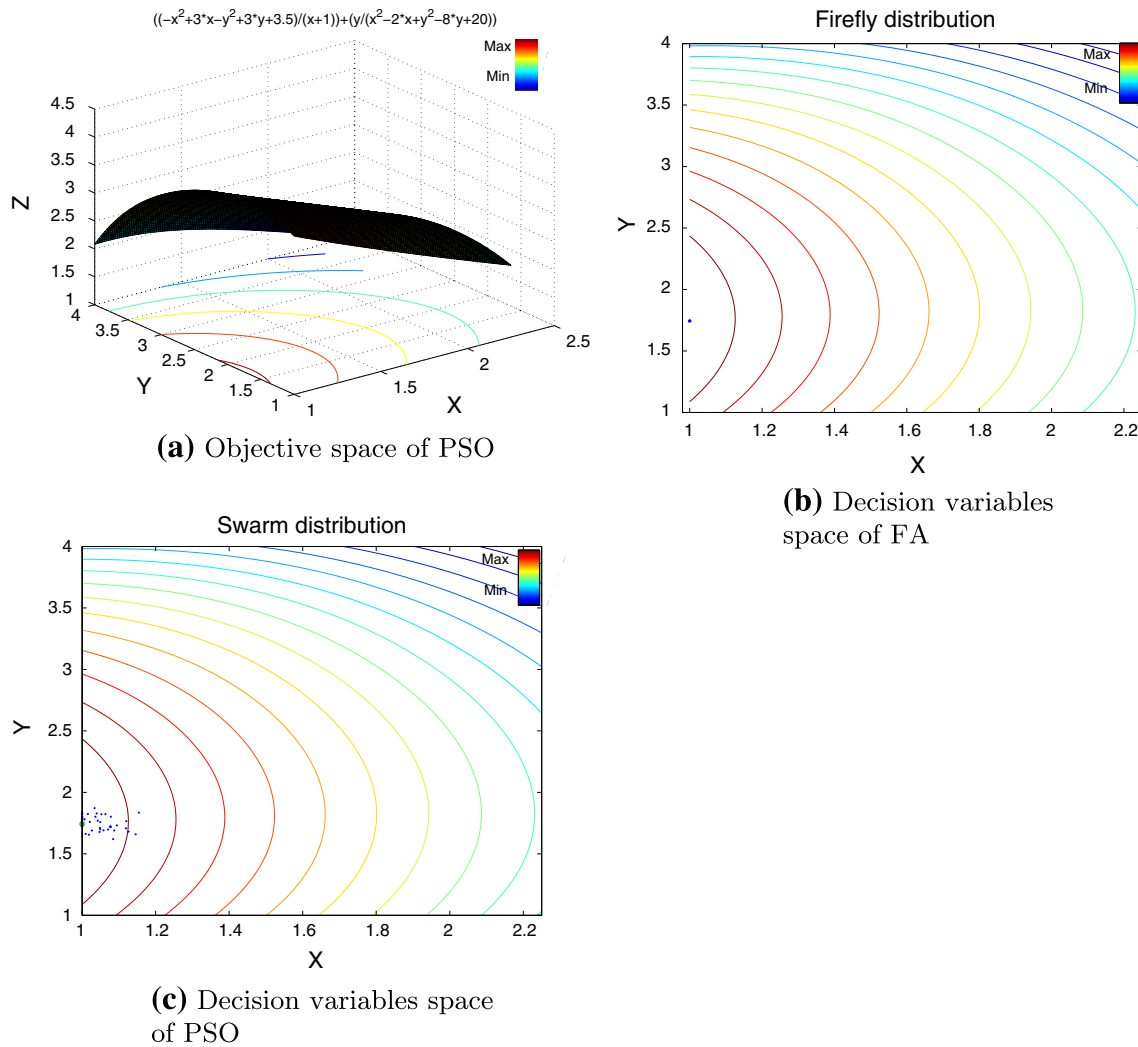 ((−x²+3*x−y²+3*y+3.5)/(x+1))+(y/(x²−2*x+y²−8*y+20))
Max
Min
4.5
4
3.5
3
2.5
2
1.5
1
Z
4
3.5
3
2.5
2
1.5
1
Y
1
1.5
2
2.5
X
(a) Objective space of PSO
Firefly distribution
Max
Min
4
3.5
3
2.5
2
1.5
1
Y
1
1.2
1.4
1.6
1.8
2
2.2
X
(b) Decision variables
space of FA
Swarm distribution
Max
Min
4
3.5
3
2.5
2
1.5
1
Y
1
1.2
1.4
1.6
1.8
2
2.2
X
(c) Decision variables space
of PSO